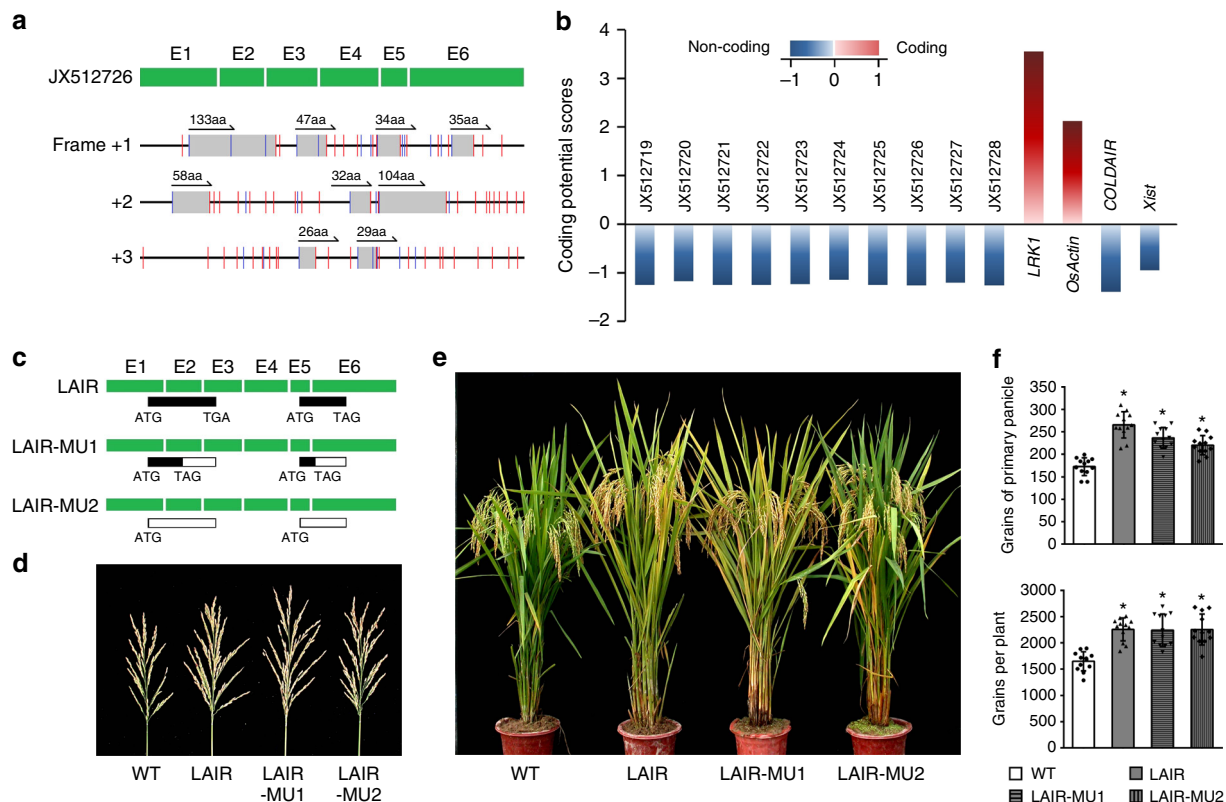 a
E1 E2 E3 E4 E5 E6
JX512726
133aa 47aa 34aa 35aa
Frame +1
58aa 32aa 104aa
+2
26aa 29aa
+3
b
4
3
2
1
0
−1
−2
Coding potential scores
Non-coding Coding
−1 0 1
JX512719
JX512720
JX512721
JX512722
JX512723
JX512724
JX512725
JX512726
JX512727
JX512728
LRK1
OsActin
COLDAIR
Xist
c
E1 E2 E3 E4 E5 E6
LAIR
ATG TGA ATG TAG
LAIR-MU1
ATG TAG ATG TAG
LAIR-MU2
ATG ATG
d
WT LAIR LAIR LAIR
-MU1 -MU2
e
WT LAIR LAIR-MU1 LAIR-MU2
f
Grains of primary panicle
350
300
250
200
150
100
50
0
* * *
Grains per plant
3000
2500
2000
1500
1000
500
0
* * *
WT LAIR
LAIR-MU1 LAIR-MU2